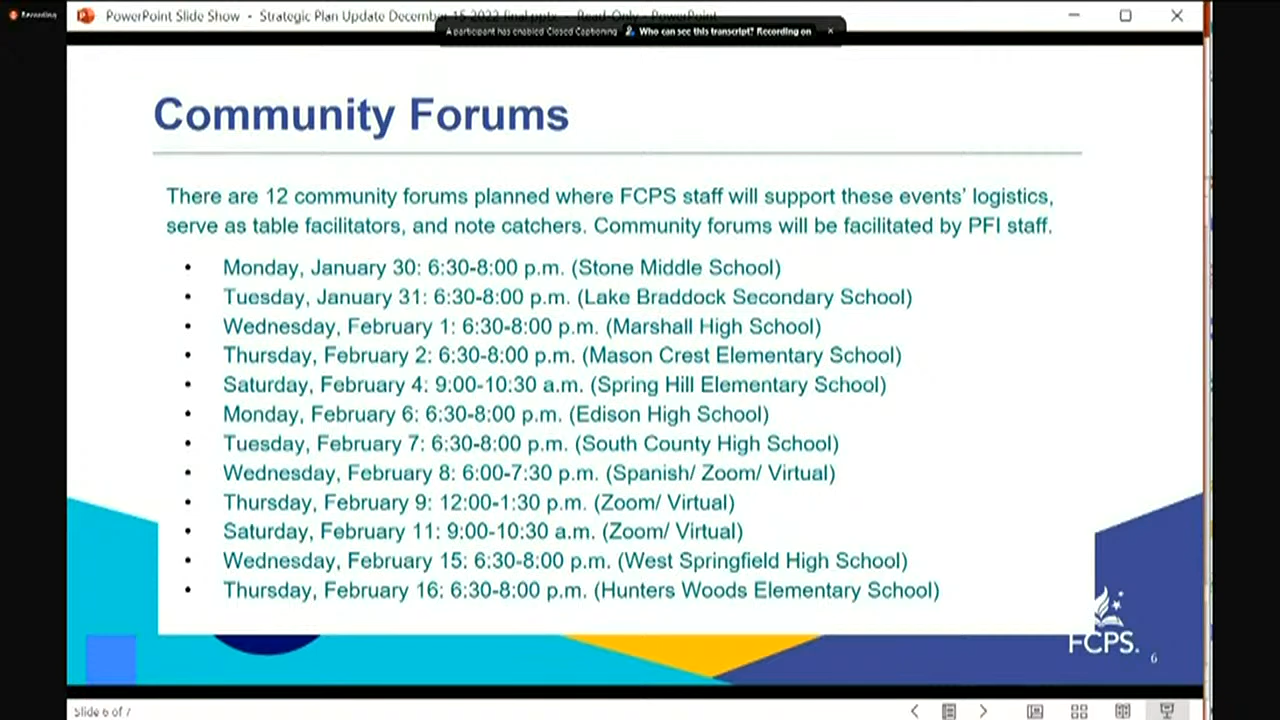 Recording
PowerPoint Slide Show - Strategic Plan Update December 15 2022 final.pptx - Read-Only - PowerPoint
A participant has enabled Closed Captioning Who can see this transcript? Recording on
Community Forums
There are 12 community forums planned where FCPS staff will support these events' logistics,
serve as table facilitators, and note catchers. Community forums will be facilitated by PFI staff.
• Monday, January 30: 6:30-8:00 p.m. (Stone Middle School)
• Tuesday, January 31: 6:30-8:00 p.m. (Lake Braddock Secondary School)
• Wednesday, February 1: 6:30-8:00 p.m. (Marshall High School)
• Thursday, February 2: 6:30-8:00 p.m. (Mason Crest Elementary School)
• Saturday, February 4: 9:00-10:30 a.m. (Spring Hill Elementary School)
• Monday, February 6: 6:30-8:00 p.m. (Edison High School)
• Tuesday, February 7: 6:30-8:00 p.m. (South County High School)
• Wednesday, February 8: 6:00-7:30 p.m. (Spanish/ Zoom/ Virtual)
• Thursday, February 9: 12:00-1:30 p.m. (Zoom/ Virtual)
• Saturday, February 11: 9:00-10:30 a.m. (Zoom/ Virtual)
• Wednesday, February 15: 6:30-8:00 p.m. (West Springfield High School)
• Thursday, February 16: 6:30-8:00 p.m. (Hunters Woods Elementary School)
FCPS.
6
Slide 6 of 7